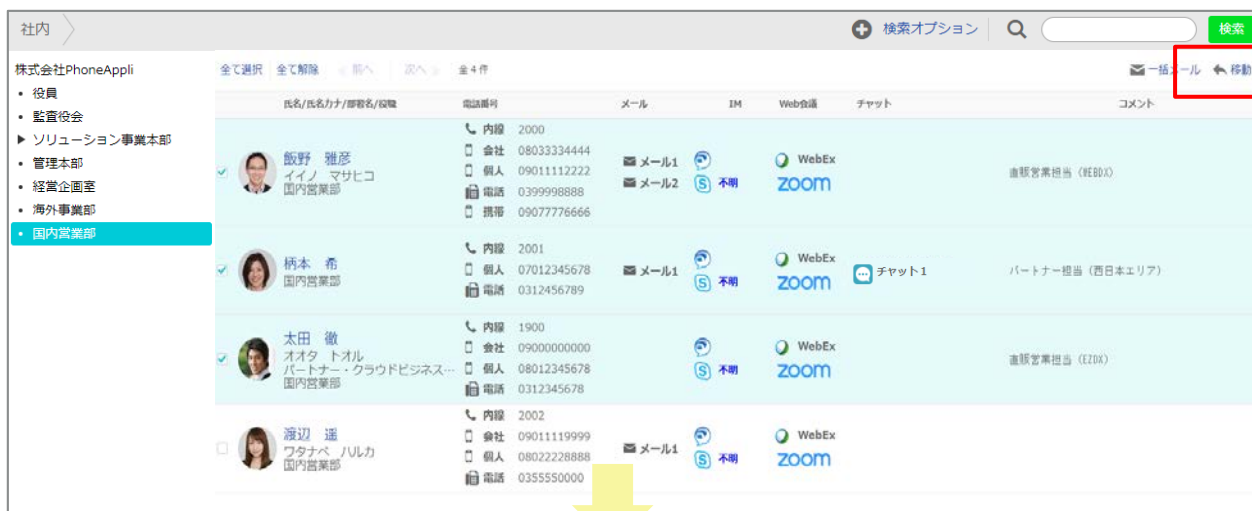 社内
検索オプション
検索
株式会社PhoneAppli
• 役員
• 監査役会
▶ ソリューション事業本部
• 管理本部
• 経営企画室
• 海外事業部
• 国内営業部
全て選択 全て解除 < 前へ 次へ > 全4件
一括メール 移動
氏名/氏名カナ/部署名/役職 電話番号 メール IM Web会議 チャット コメント
飯野 雅彦
イイノ マサヒコ
国内営業部
内線 2000
会社 08033334444
個人 09011112222
電話 0399998888
携帯 09077776666
メール1
メール2
不明
WebEx
zoom
直販営業担当（WEBDX）
柄本 希
国内営業部
内線 2001
個人 07012345678
電話 0312456789
メール1
不明
WebEx
zoom
チャット1
パートナー担当（西日本エリア）
太田 徹
オオタ トオル
パートナー・クラウドビジネス…
国内営業部
内線 1900
会社 09000000000
個人 08012345678
電話 0312345678
不明
WebEx
zoom
直販営業担当（EZDX）
渡辺 遥
ワタナベ ハルカ
国内営業部
内線 2002
会社 09011119999
個人 08022228888
電話 0355550000
メール1
不明
WebEx
zoom